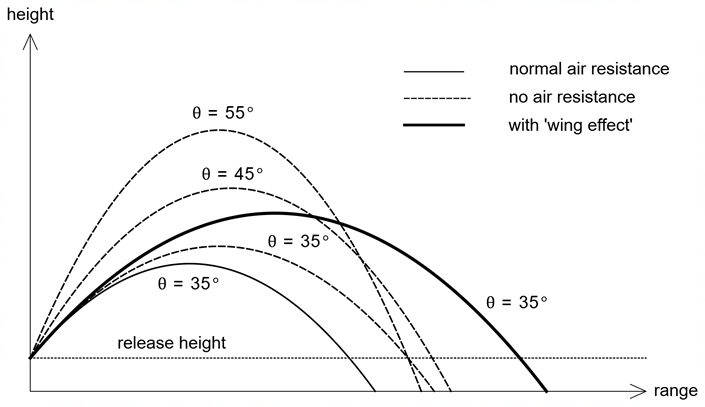 height
normal air resistance
no air resistance
with 'wing effect'
θ = 55°
θ = 45°
θ = 35°
θ = 35°
θ = 35°
release height
range